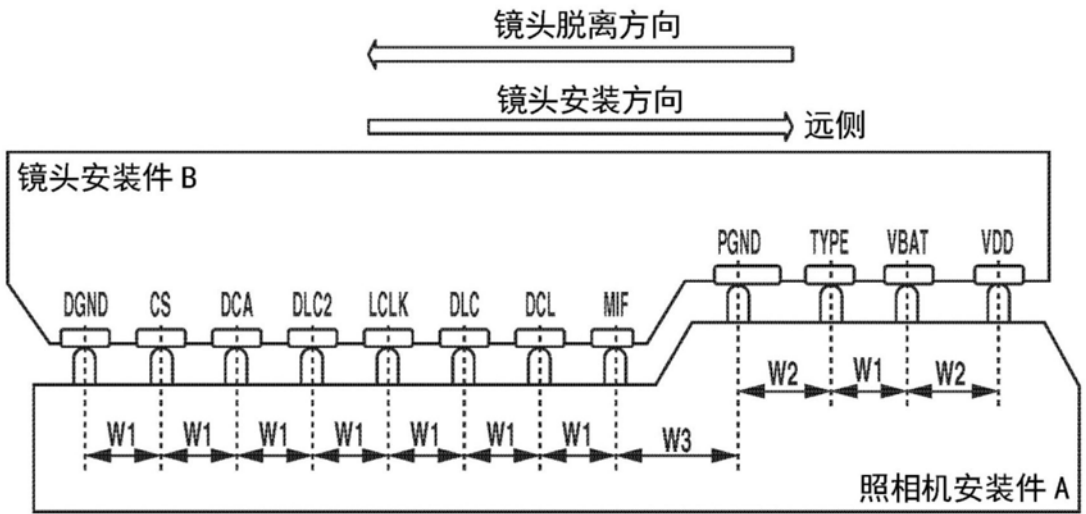 镜头脱离方向
镜头安装方向
远侧
镜头安装件 B
PGND TYPE VBAT VDD
DGND CS DCA DLC2 LCLK DLC DCL MIF
W2 W1 W2
W1 W1 W1 W1 W1 W1 W1 W3
照相机安装件 A